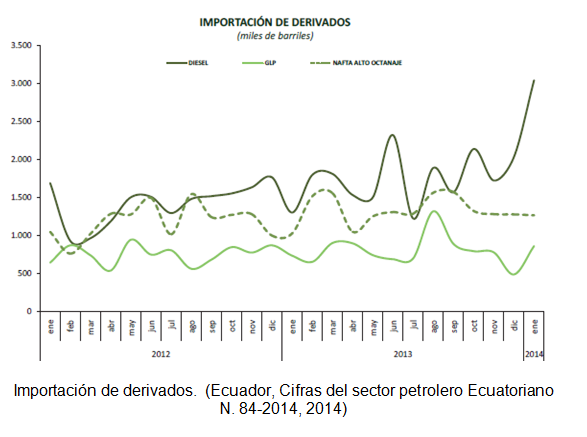 IMPORTACIÓN DE DERIVADOS
(miles de barriles)
DIESEL GLP NAFTA ALTO OCTANAJE
3.500
3.000
2.500
2.000
1.500
1.000
500
0
ene feb mar abr may jun jul ago sep oct nov dic ene feb mar abr may jun jul ago sep oct nov dic ene
2012 2013 2014
Importación de derivados. (Ecuador, Cifras del sector petrolero Ecuatoriano
N. 84-2014, 2014)